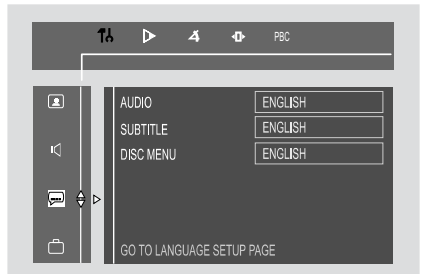 PBC
AUDIO ENGLISH
SUBTITLE ENGLISH
DISC MENU ENGLISH
GO TO LANGUAGE SETUP PAGE